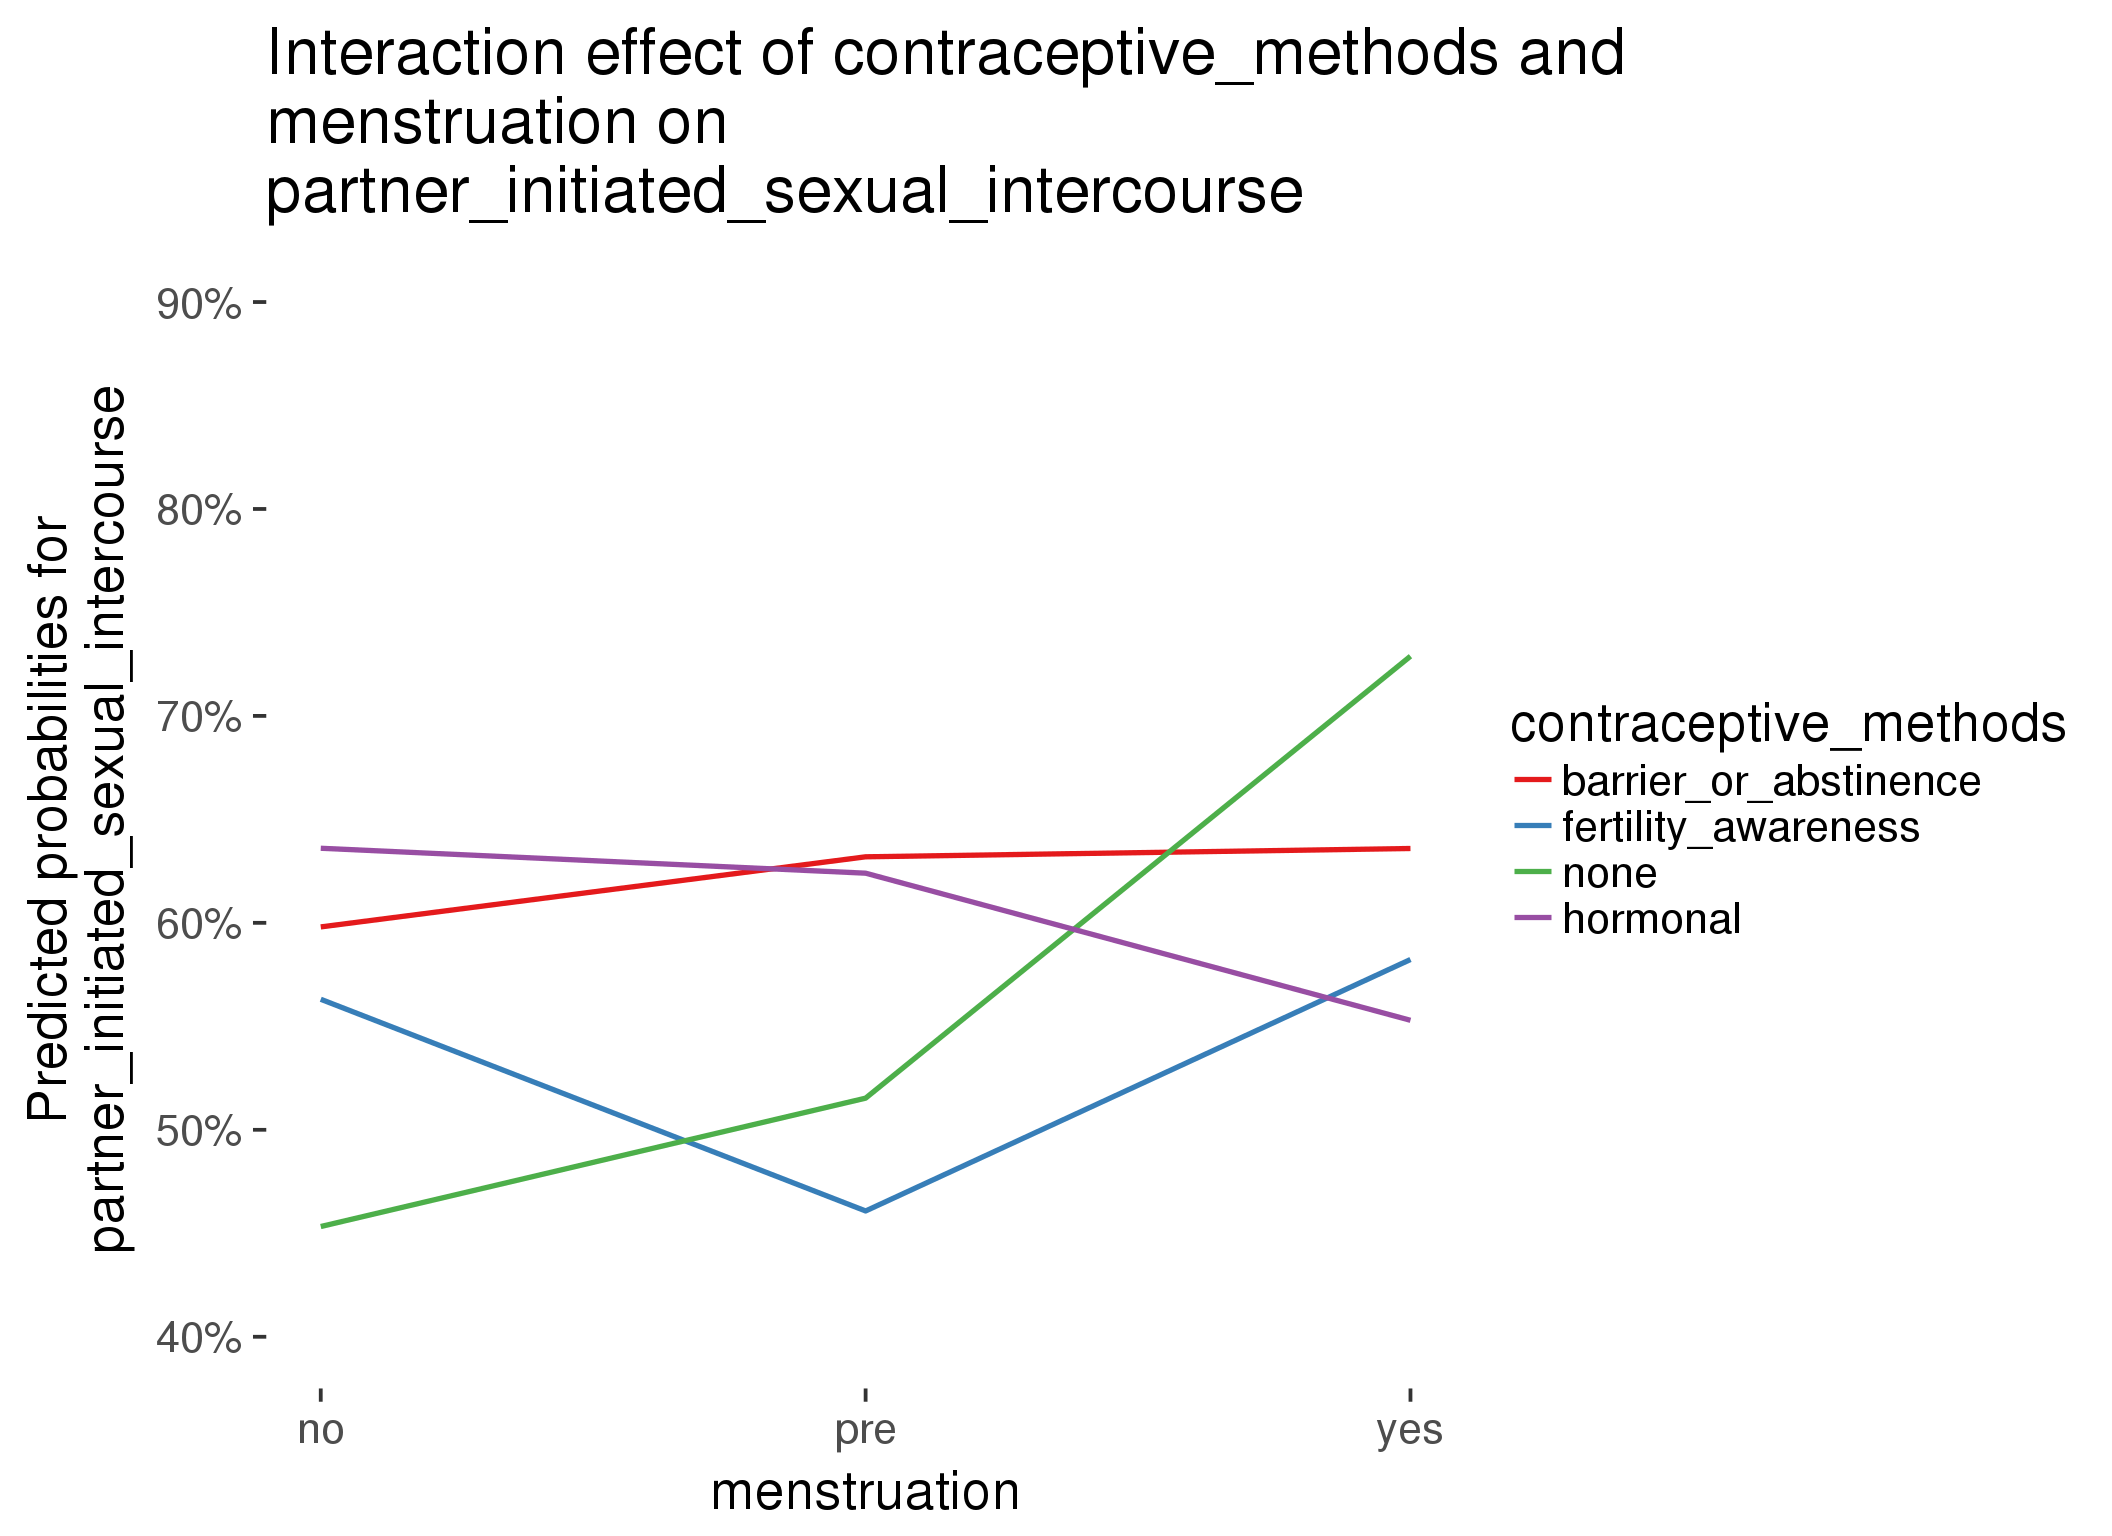 Interaction effect of contraceptive_methods and
menstruation on
partner_initiated_sexual_intercourse
Predicted probabilities for
partner_initiated_sexual_intercourse
90%
80%
70%
60%
50%
40%
no
pre
yes
menstruation
contraceptive_methods
barrier_or_abstinence
fertility_awareness
none
hormonal